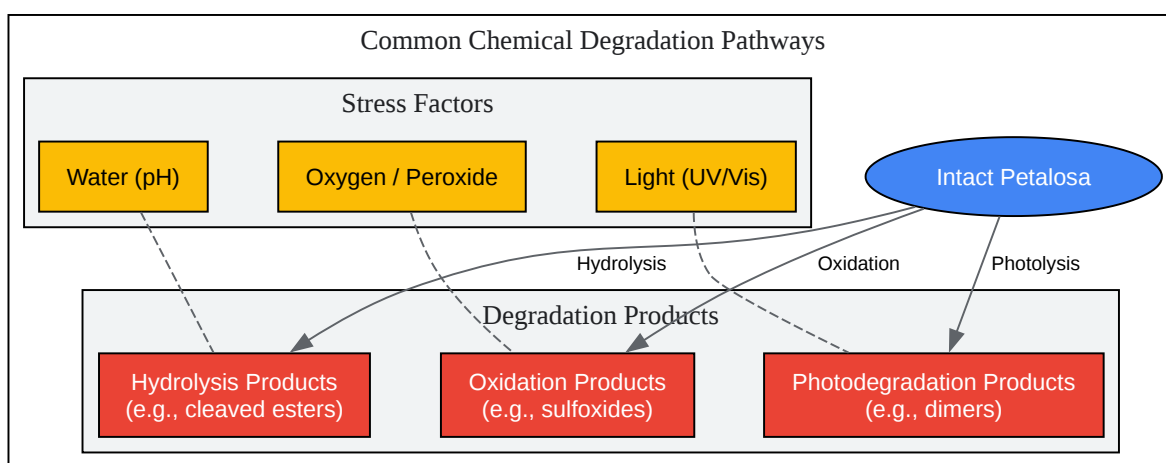 Common Chemical Degradation Pathways
Stress Factors
Water (pH)
Oxygen / Peroxide
Light (UV/Vis)
Intact Petalosa
Hydrolysis
Oxidation
Photolysis
Degradation Products
Hydrolysis Products
(e.g., cleaved esters)
Oxidation Products
(e.g., sulfoxides)
Photodegradation Products
(e.g., dimers)